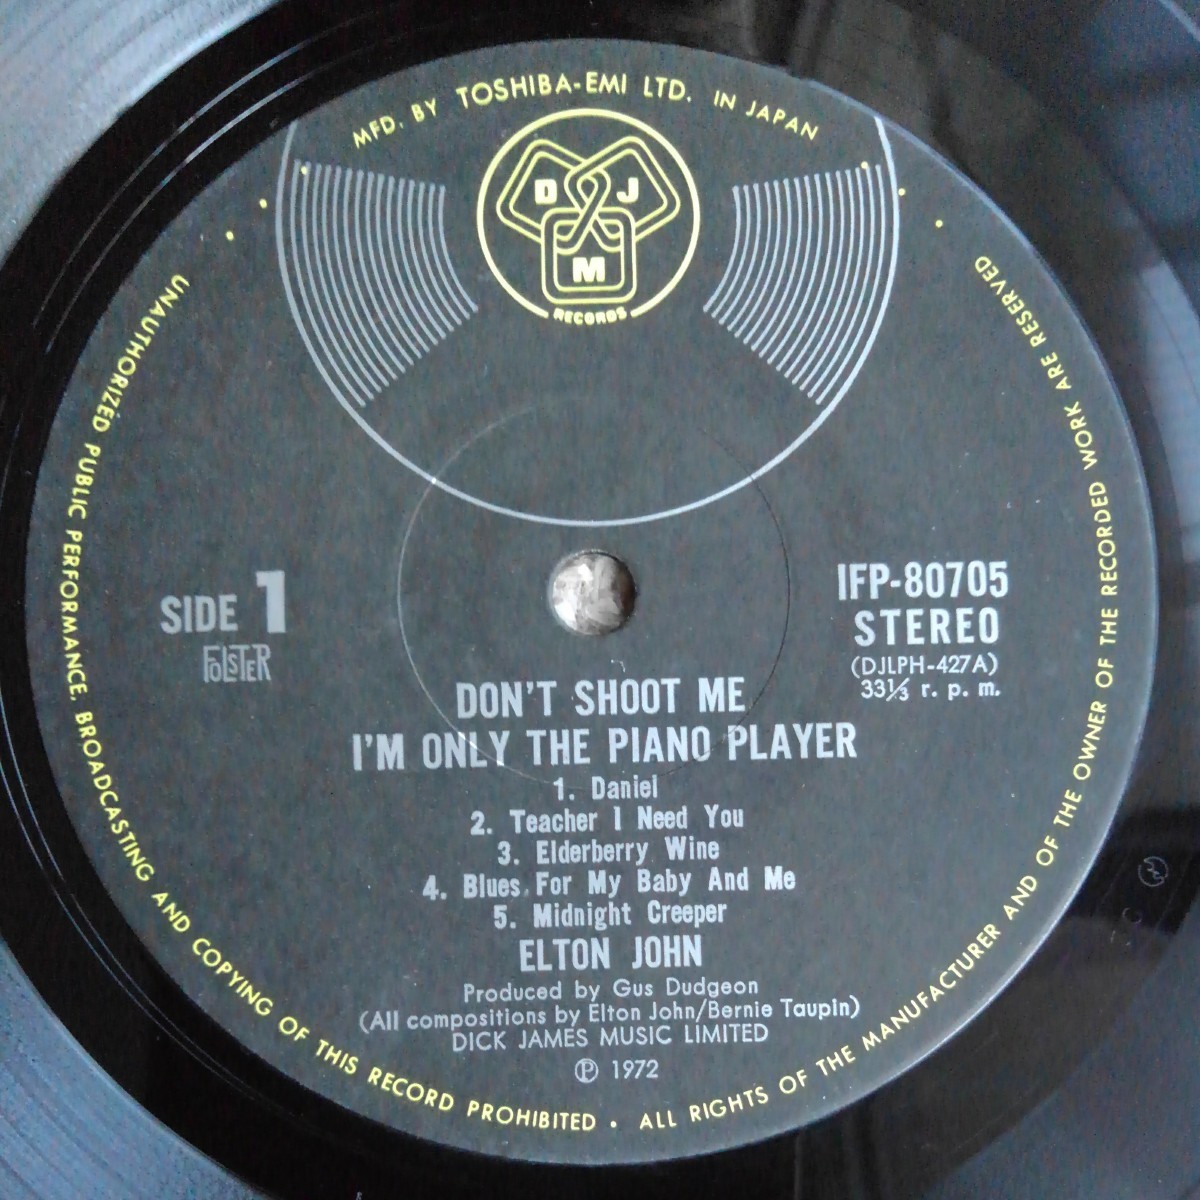 MFD. BY TOSHIBA-EMI LTD. IN JAPAN
D J
M
RECORDS
UNAUTHORIZED PUBLIC PERFORMANCE, BROADCASTING AND COPYING OF THIS RECORD PROHIBITED • ALL RIGHTS OF THE MANUFACTURER AND OF THE OWNER OF THE RECORDED WORK ARE RESERVED
SIDE 1
FOLSTER
IFP-80705
STEREO
(DJLPH-427A)
33⅓ r. p. m.
DON'T SHOOT ME
I'M ONLY THE PIANO PLAYER
1. Daniel
2. Teacher I Need You
3. Elderberry Wine
4. Blues For My Baby And Me
5. Midnight Creeper
ELTON JOHN
Produced by Gus Dudgeon
(All compositions by Elton John/Bernie Taupin)
DICK JAMES MUSIC LIMITED
℗ 1972